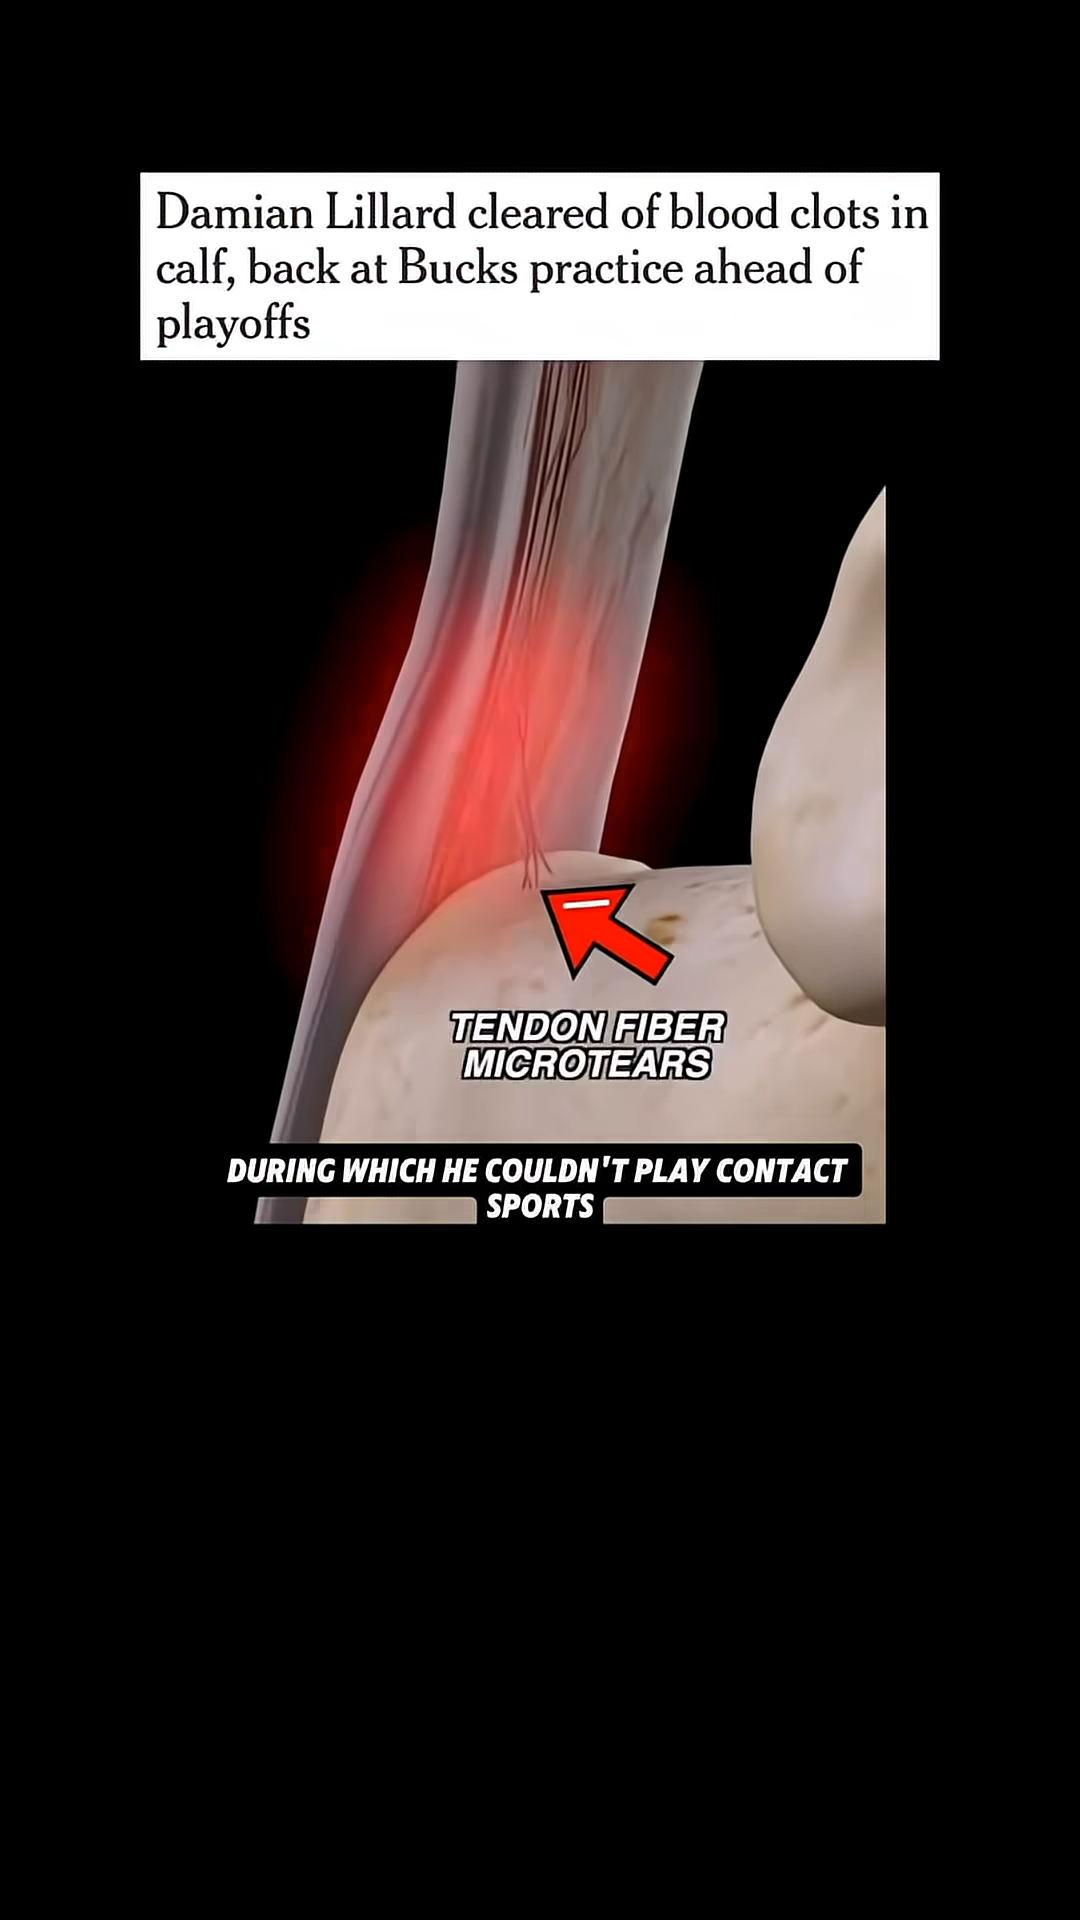 Damian Lillard cleared of blood clots in
calf, back at Bucks practice ahead of
playoffs
TENDON FIBER
MICROTEARS
DURING WHICH HE COULDN'T PLAY CONTACT
SPORTS